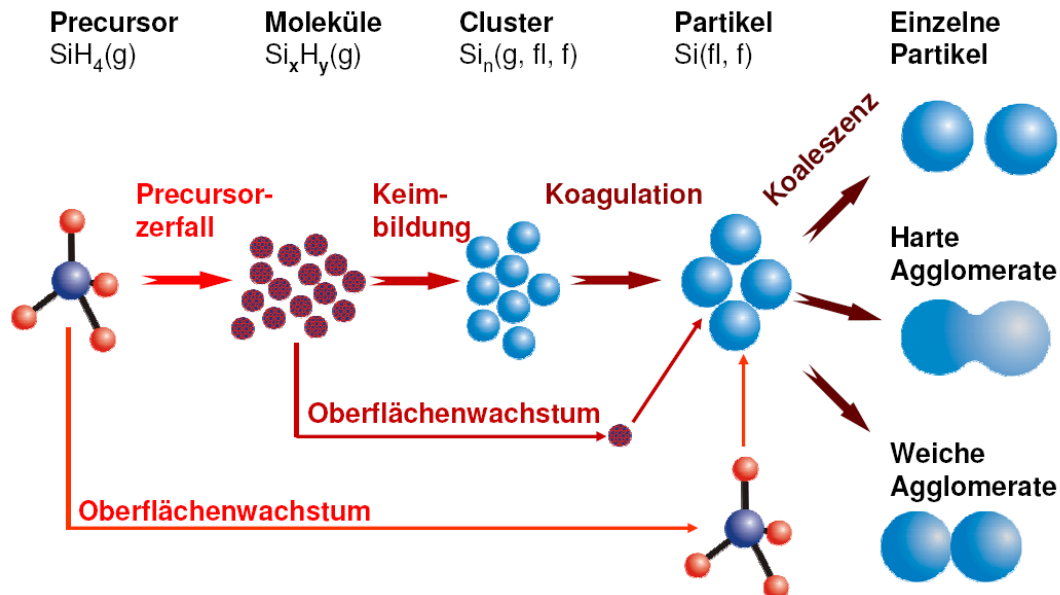 Precursor
SiH₄(g)
Moleküle
SiₓHᵧ(g)
Cluster
Siₙ(g, fl, f)
Partikel
Si(fl, f)
Einzelne
Partikel
Precursor-
zerfall
Keim-
bildung
Koagulation
Koaleszenz
Harte
Agglomerate
Oberflächenwachstum
Weiche
Agglomerate
Oberflächenwachstum